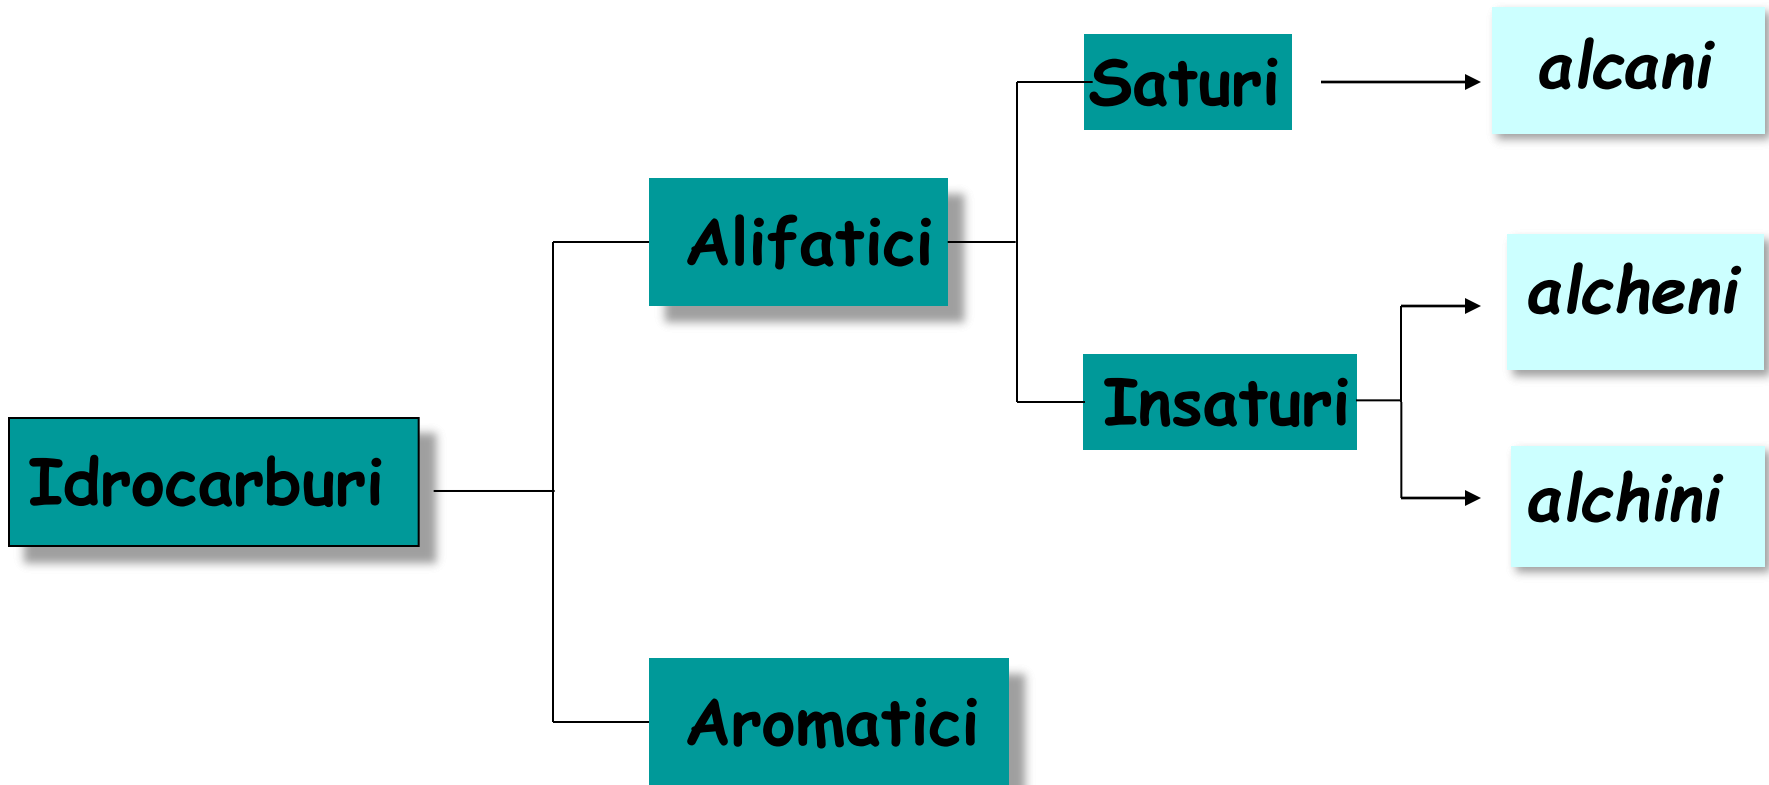 alcani
Saturi
Alifatici
alcheni
Insaturi
Idrocarburi
alchini
Aromatici